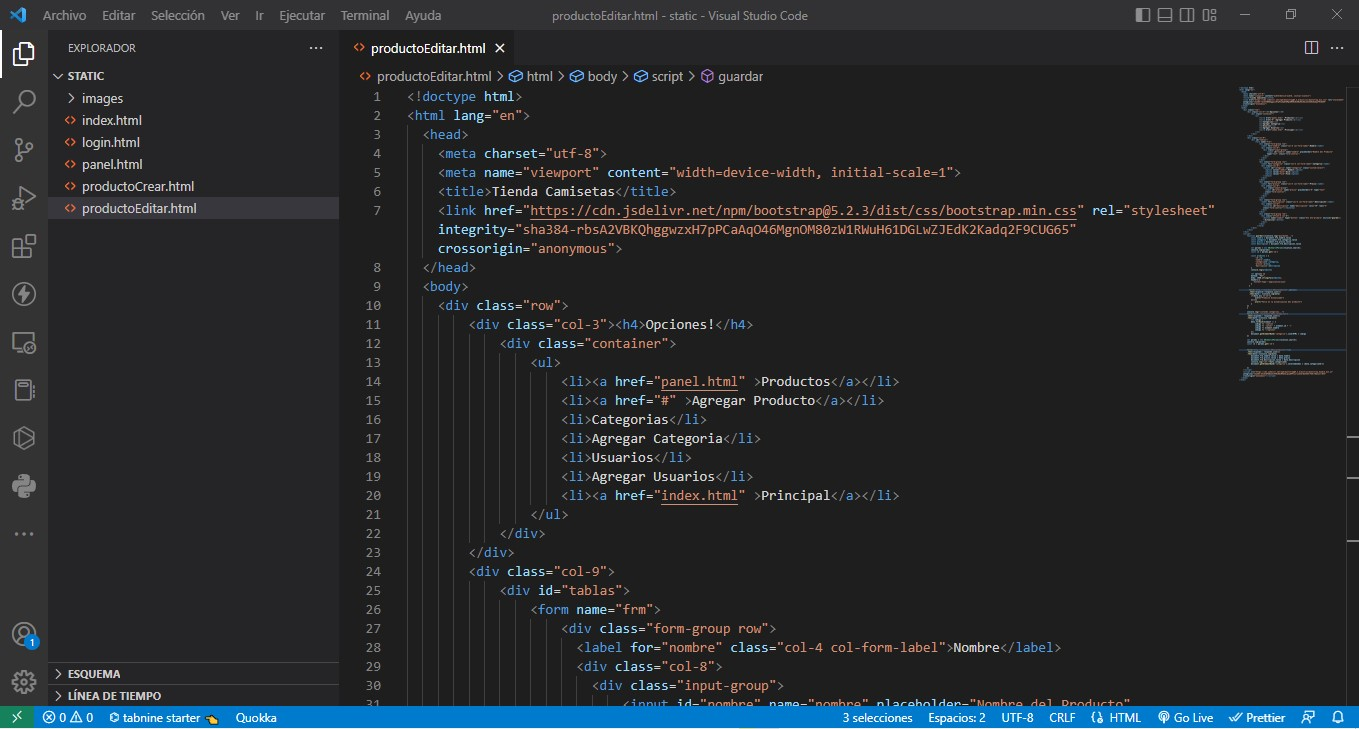 Archivo Editar Selección Ver Ir Ejecutar Terminal Ayuda productoEditar.html - static - Visual Studio Code
EXPLORADOR
STATIC
images
index.html
login.html
panel.html
productoCrear.html
productoEditar.html
ESQUEMA
LÍNEA DE TIEMPO
productoEditar.html
productoEditar.html > html > body > script > guardar
1 <!doctype html>
2 <html lang="en">
3 <head>
4 <meta charset="utf-8">
5 <meta name="viewport" content="width=device-width, initial-scale=1">
6 <title>Tienda Camisetas</title>
7 <link href="https://cdn.jsdelivr.net/npm/bootstrap@5.2.3/dist/css/bootstrap.min.css" rel="stylesheet"
integrity="sha384-rbsA2VBKQhggwzxH7pPCaAqO46MgnOM80zW1RWuH61DGLwZJEdK2Kadq2F9CUG65"
crossorigin="anonymous">
8 </head>
9 <body>
10 <div class="row">
11 <div class="col-3"><h4>Opciones!</h4>
12 <div class="container">
13 <ul>
14 <li><a href="panel.html" >Productos</a></li>
15 <li><a href="#" >Agregar Producto</a></li>
16 <li>Categorias</li>
17 <li>Agregar Categoria</li>
18 <li>Usuarios</li>
19 <li>Agregar Usuarios</li>
20 <li><a href="index.html" >Principal</a></li>
21 </ul>
22 </div>
23 </div>
24 <div class="col-9">
25 <div id="tablas">
26 <form name="frm">
27 <div class="form-group row">
28 <label for="nombre" class="col-4 col-form-label">Nombre</label>
29 <div class="col-8">
30 <div class="input-group">
31 <input id="nombre" name="nombre" placeholder="Nombre del Producto"
1
0 0 tabnine starter Quokka 3 selecciones Espacios: 2 UTF-8 CRLF HTML Go Live Prettier